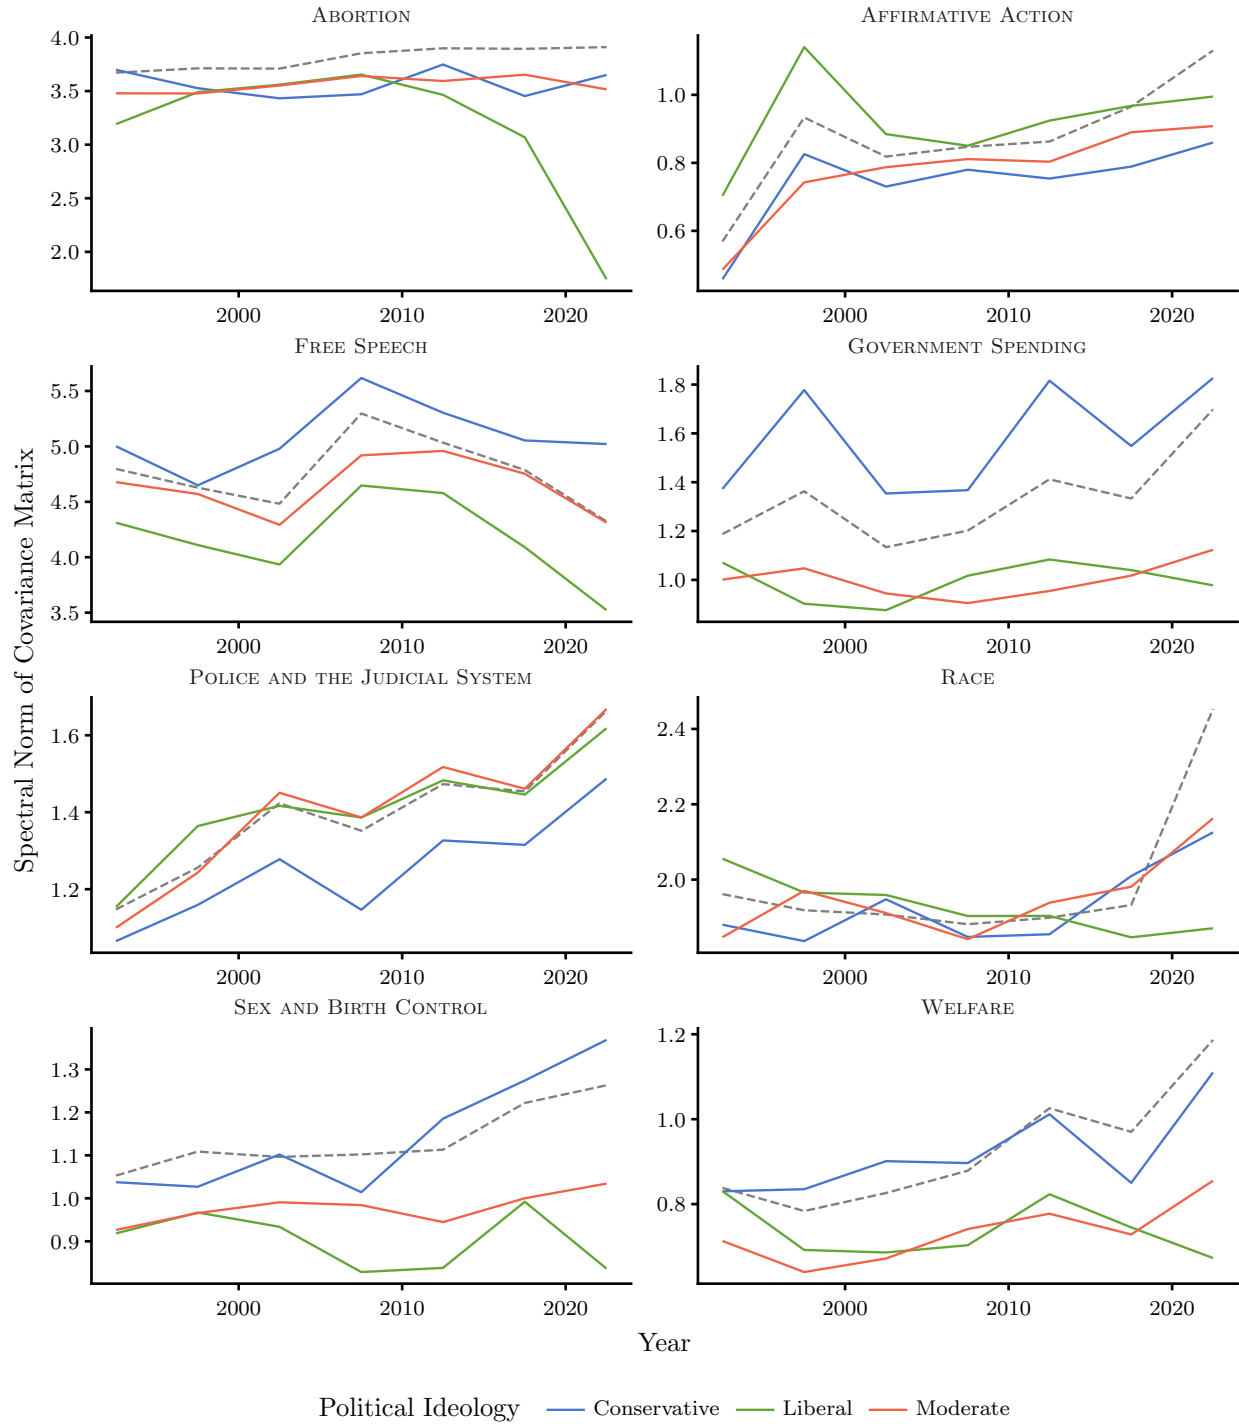 Abortion
4.0
3.5
3.0
2.5
2.0
2000 2010 2020
Affirmative Action
1.0
0.8
0.6
2000 2010 2020
Free Speech
5.5
5.0
4.5
4.0
3.5
2000 2010 2020
Government Spending
1.8
1.6
1.4
1.2
1.0
2000 2010 2020
Spectral Norm of Covariance Matrix
Police and the Judicial System
1.6
1.4
1.2
2000 2010 2020
Race
2.4
2.2
2.0
2000 2010 2020
Sex and Birth Control
1.3
1.2
1.1
1.0
0.9
2000 2010 2020
Welfare
1.2
1.0
0.8
2000 2010 2020
Year
Political Ideology Conservative Liberal Moderate